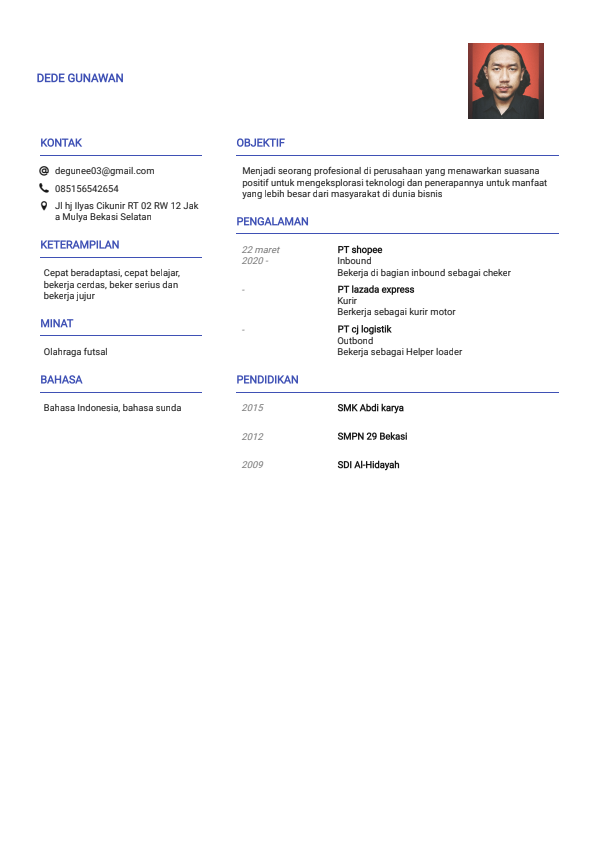 DEDE GUNAWAN
KONTAK
degunee03@gmail.com
085156542654
Jl hj Ilyas Cikunir RT 02 RW 12 Jak
a Mulya Bekasi Selatan
KETERAMPILAN
Cepat beradaptasi, cepat belajar,
bekerja cerdas, beker serius dan
bekerja jujur
MINAT
Olahraga futsal
BAHASA
Bahasa Indonesia, bahasa sunda
OBJEKTIF
Menjadi seorang profesional di perusahaan yang menawarkan suasana
positif untuk mengeksplorasi teknologi dan penerapannya untuk manfaat
yang lebih besar dari masyarakat di dunia bisnis
PENGALAMAN
22 maret
2020 -
PT shopee
Inbound
Bekerja di bagian inbound sebagai cheker
-
PT lazada express
Kurir
Berkerja sebagai kurir motor
-
PT cj logistik
Outbond
Bekerja sebagai Helper loader
PENDIDIKAN
2015 SMK Abdi karya
2012 SMPN 29 Bekasi
2009 SDI Al-Hidayah